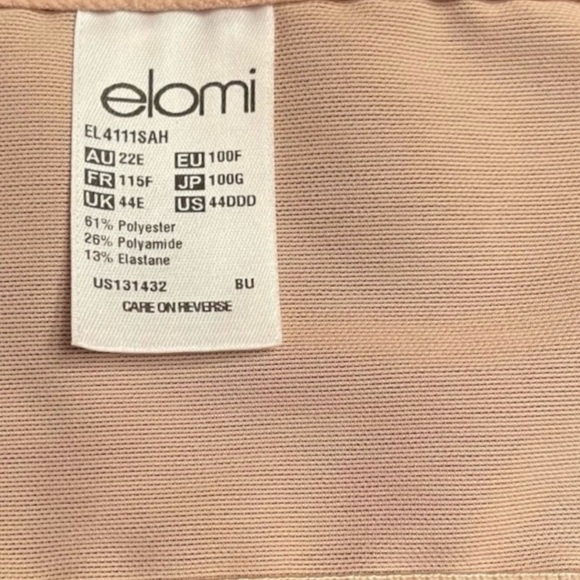 elomi
EL4111SAH
AU 22E EU 100F
FR 115F JP 100G
UK 44E US 44DDD
61% Polyester
26% Polyamide
13% Elastane
US131432 BU
CARE ON REVERSE